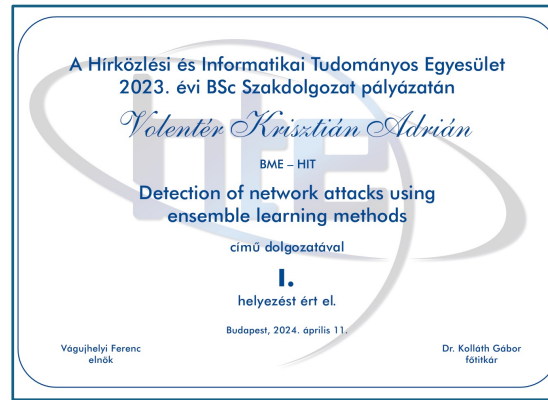 A Hírközlési és Informatikai Tudományos Egyesület
2023. évi BSc Szakdolgozat pályázatán
Volentér Krisztián Adrián
BME – HIT
Detection of network attacks using
ensemble learning methods
című dolgozatával
I.
helyezést ért el.
Budapest, 2024. április 11.
Vágujhelyi Ferenc
elnök
Dr. Kolláth Gábor
főtitkár
hte